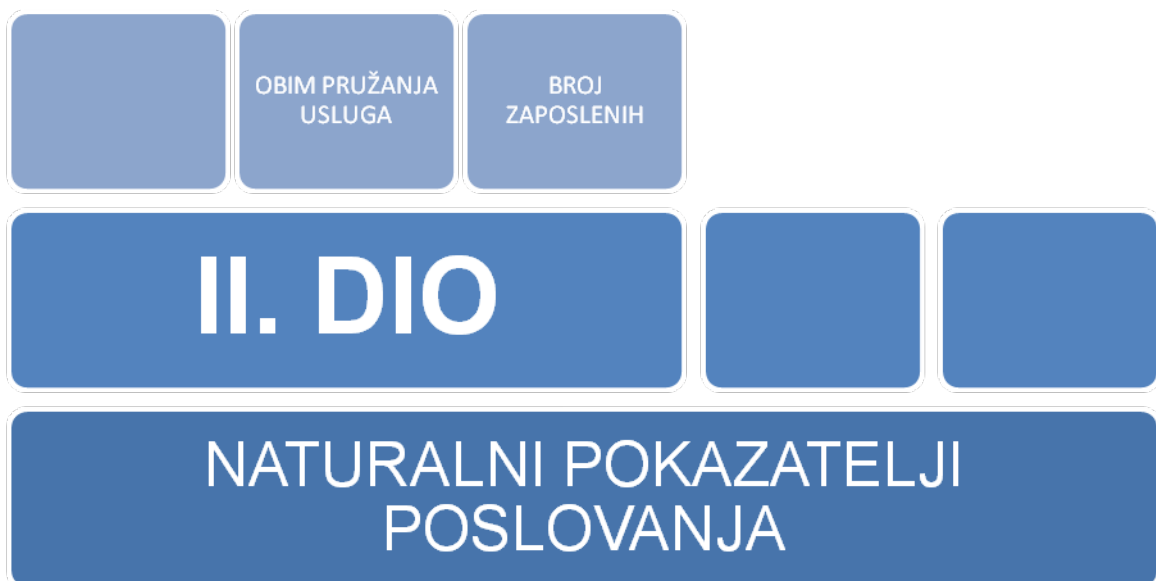 OBIM PRUŽANJA
USLUGA
BROJ
ZAPOSLENIH
II. DIO
NATURALNI POKAZATELJI
POSLOVANJA